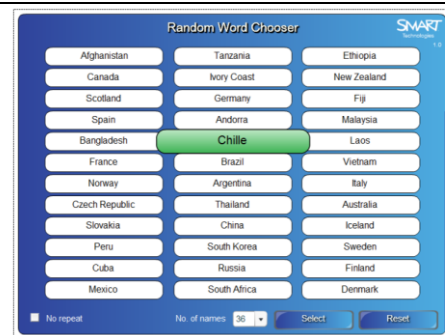 Random Word Chooser
SMART
Technologies
1.0
Afghanistan Tanzania Ethiopia
Canada Ivory Coast New Zealand
Scotland Germany Fiji
Spain Andorra Malaysia
Bangladesh Chille Laos
France Brazil Vietnam
Norway Argentina Italy
Czech Republic Thailand Australia
Slovakia China Iceland
Peru South Korea Sweden
Cuba Russia Finland
Mexico South Africa Denmark
No repeat No. of names 36 Select Reset